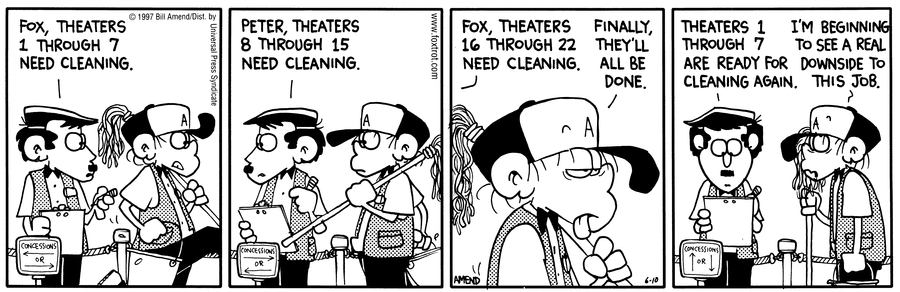 © 1997 Bill Amend/Dist. by Universal Press Syndicate
FOX, THEATERS
1 THROUGH 7
NEED CLEANING.
A
CONCESSIONS
OR
www.foxtrot.com
PETER, THEATERS
8 THROUGH 15
NEED CLEANING.
A
CONCESSIONS
OR
FOX, THEATERS
16 THROUGH 22
NEED CLEANING.
FINALLY,
THEY'LL
ALL BE
DONE.
A
AMEND
6-10
THEATERS 1
THROUGH 7
ARE READY FOR
CLEANING AGAIN.
I'M BEGINNING
TO SEE A REAL
DOWNSIDE TO
THIS JOB.
A
CONCESSIONS
OR